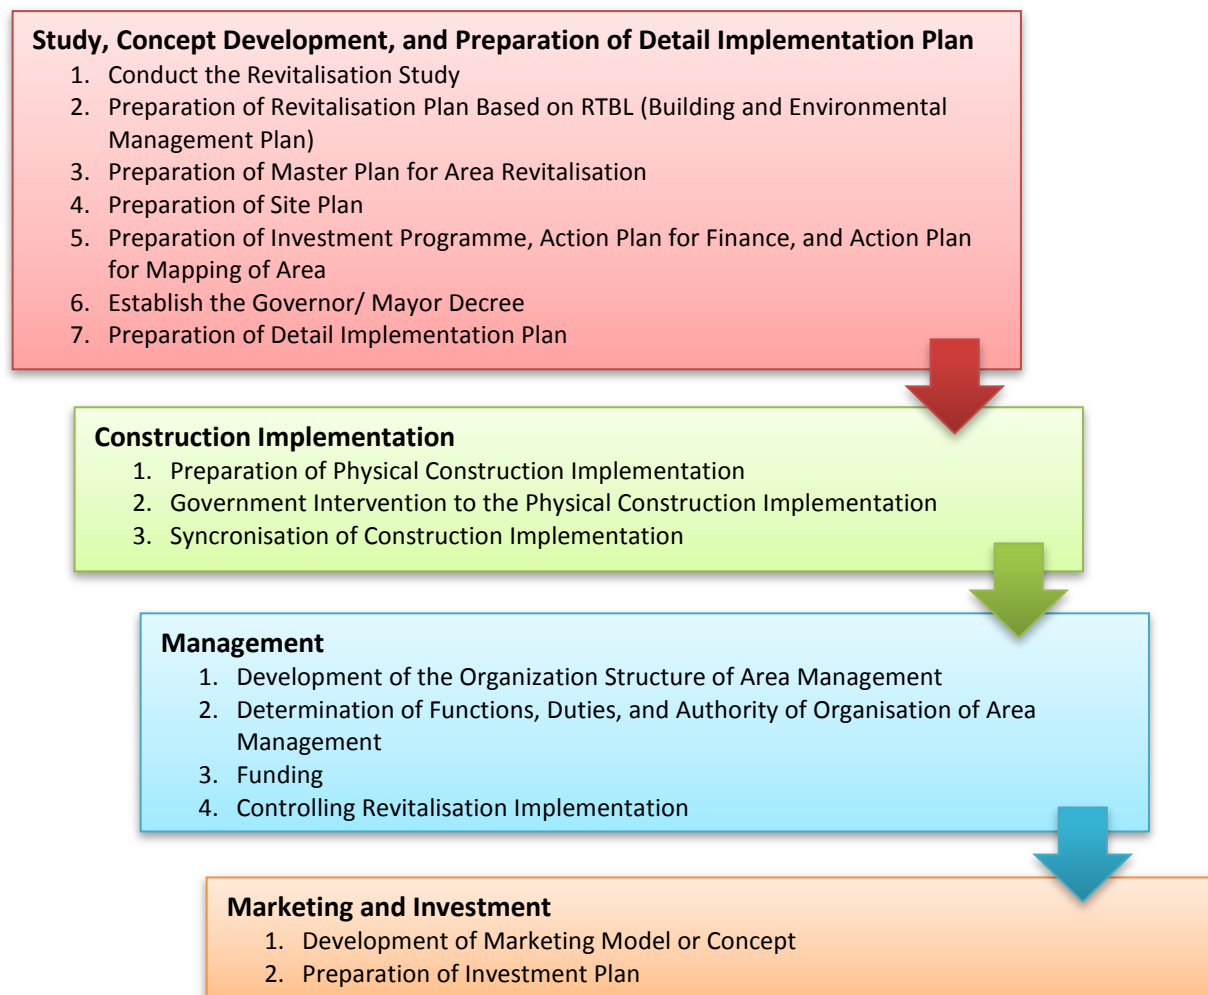 Study, Concept Development, and Preparation of Detail Implementation Plan
1. Conduct the Revitalisation Study
2. Preparation of Revitalisation Plan Based on RTBL (Building and Environmental
Management Plan)
3. Preparation of Master Plan for Area Revitalisation
4. Preparation of Site Plan
5. Preparation of Investment Programme, Action Plan for Finance, and Action Plan
for Mapping of Area
6. Establish the Governor/ Mayor Decree
7. Preparation of Detail Implementation Plan
Construction Implementation
1. Preparation of Physical Construction Implementation
2. Government Intervention to the Physical Construction Implementation
3. Syncronisation of Construction Implementation
Management
1. Development of the Organization Structure of Area Management
2. Determination of Functions, Duties, and Authority of Organisation of Area
Management
3. Funding
4. Controlling Revitalisation Implementation
Marketing and Investment
1. Development of Marketing Model or Concept
2. Preparation of Investment Plan